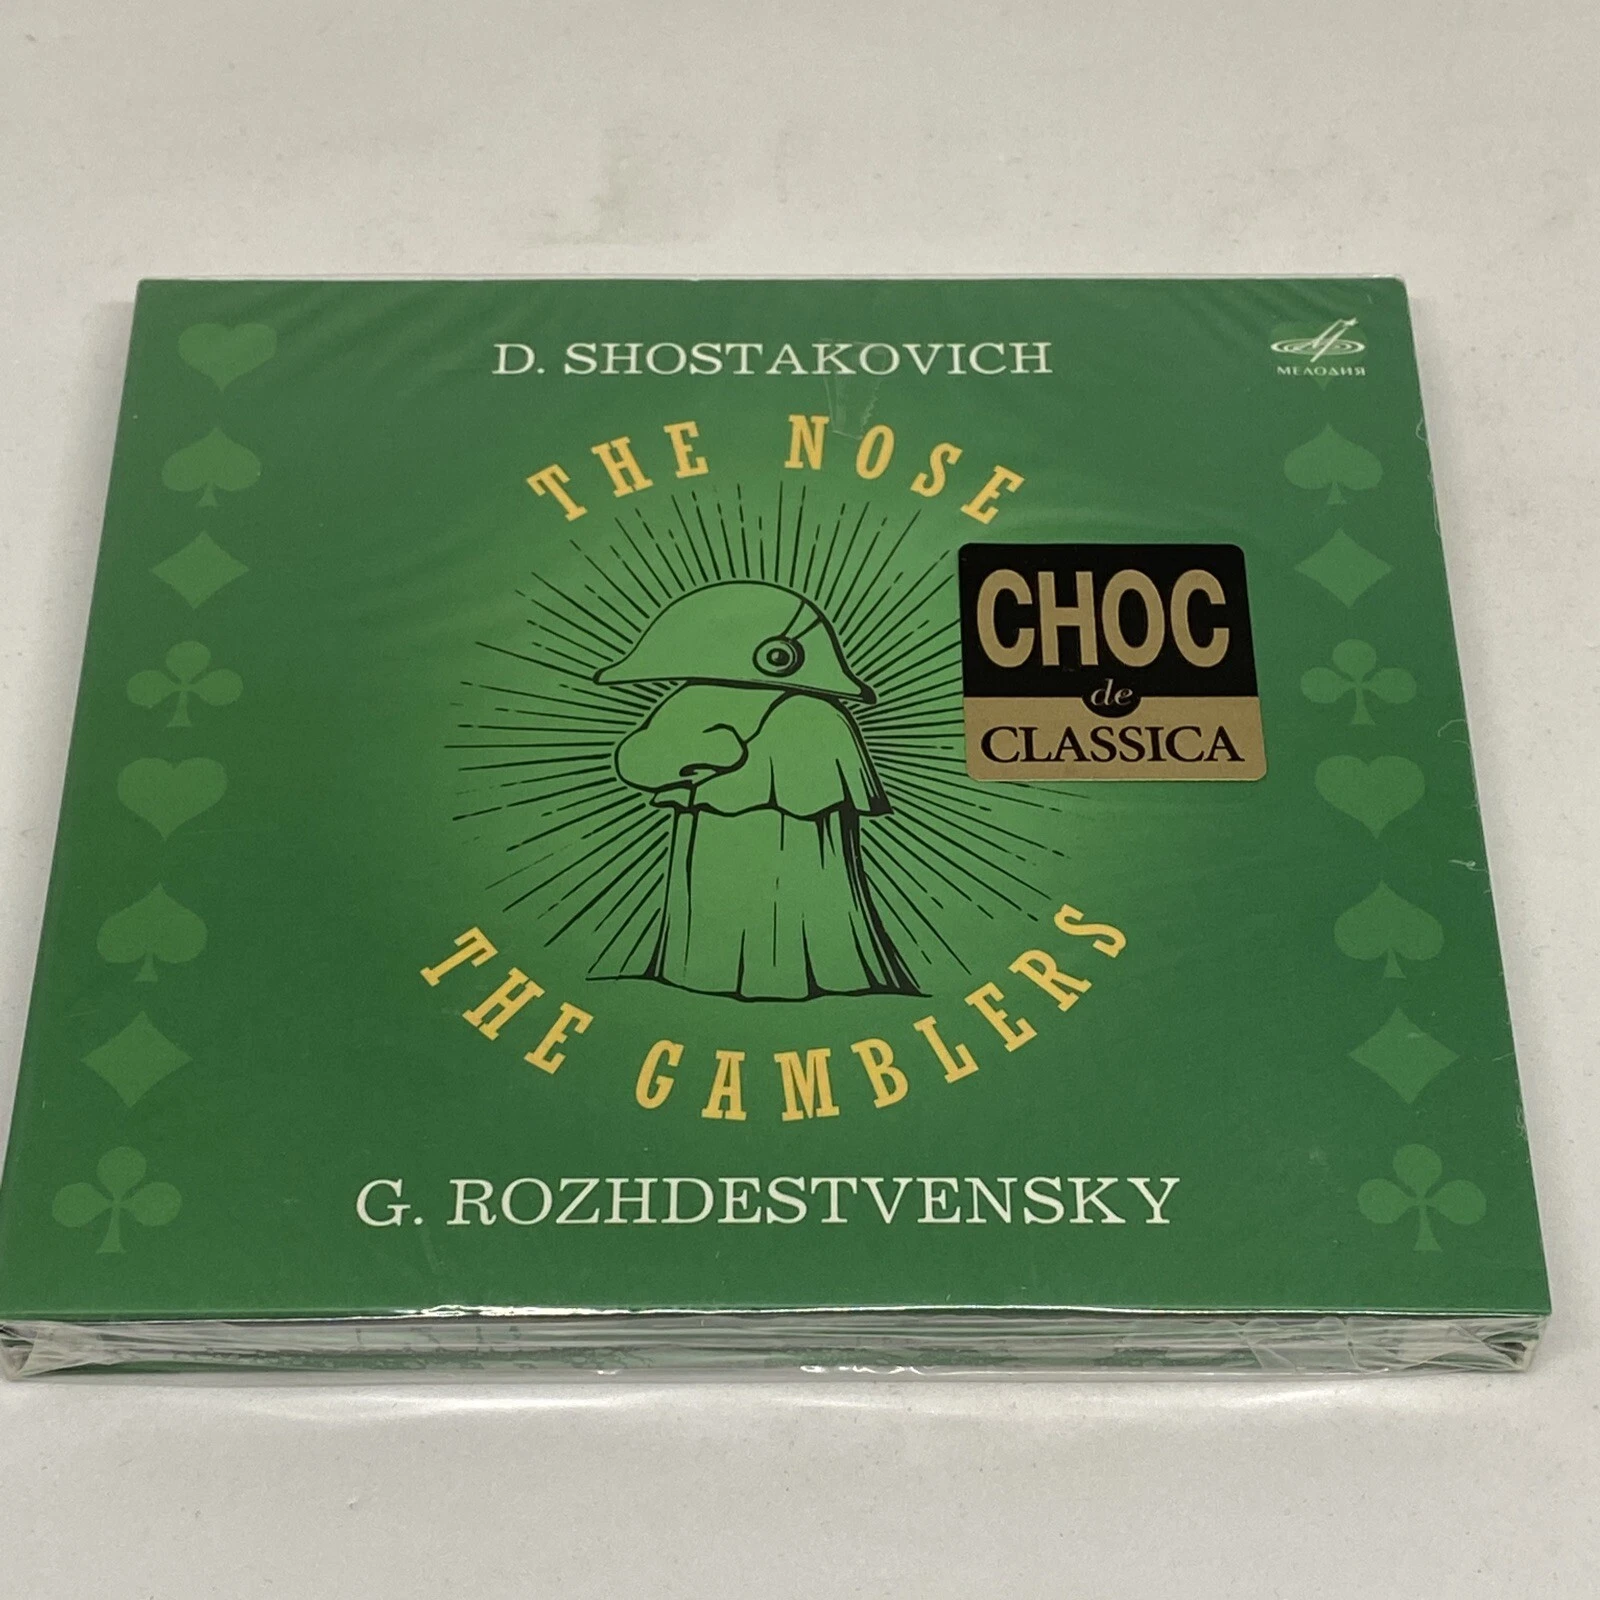 D. SHOSTAKOVICH
МЕЛОДИЯ
THE NOSE
CHOC
de
CLASSICA
THE GAMBLERS
G. ROZHDESTVENSKY